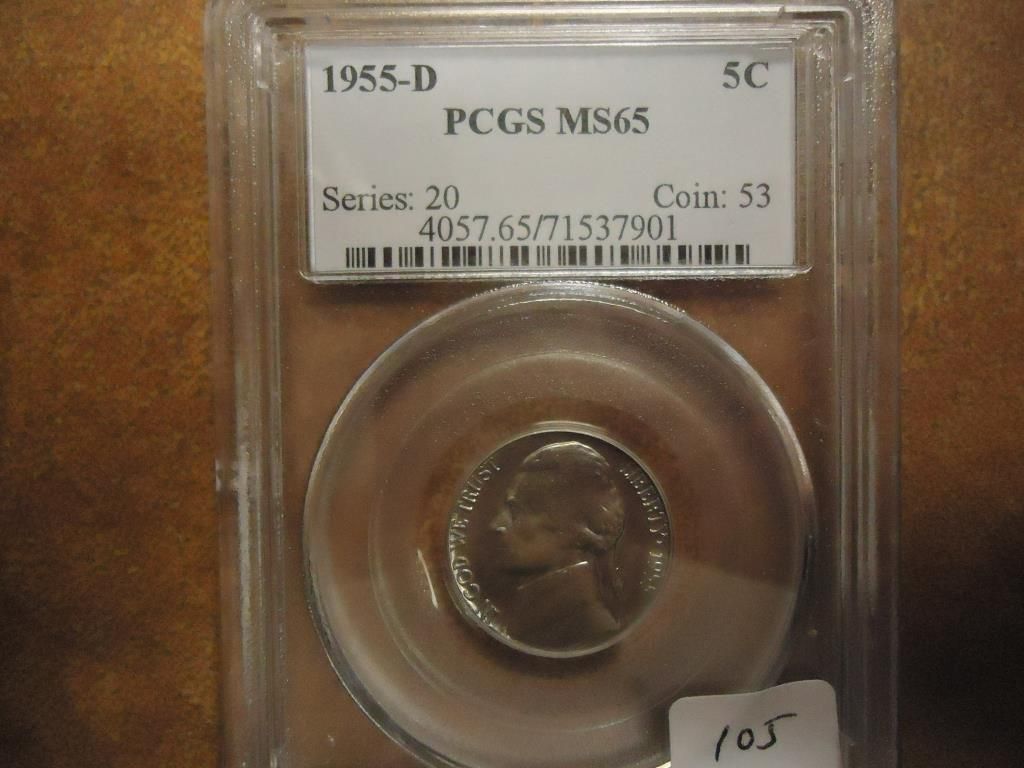 1955-D 5C
PCGS MS65
Series: 20 Coin: 53
4057.65/71537901
IN GOD WE TRUST
LIBERTY
105